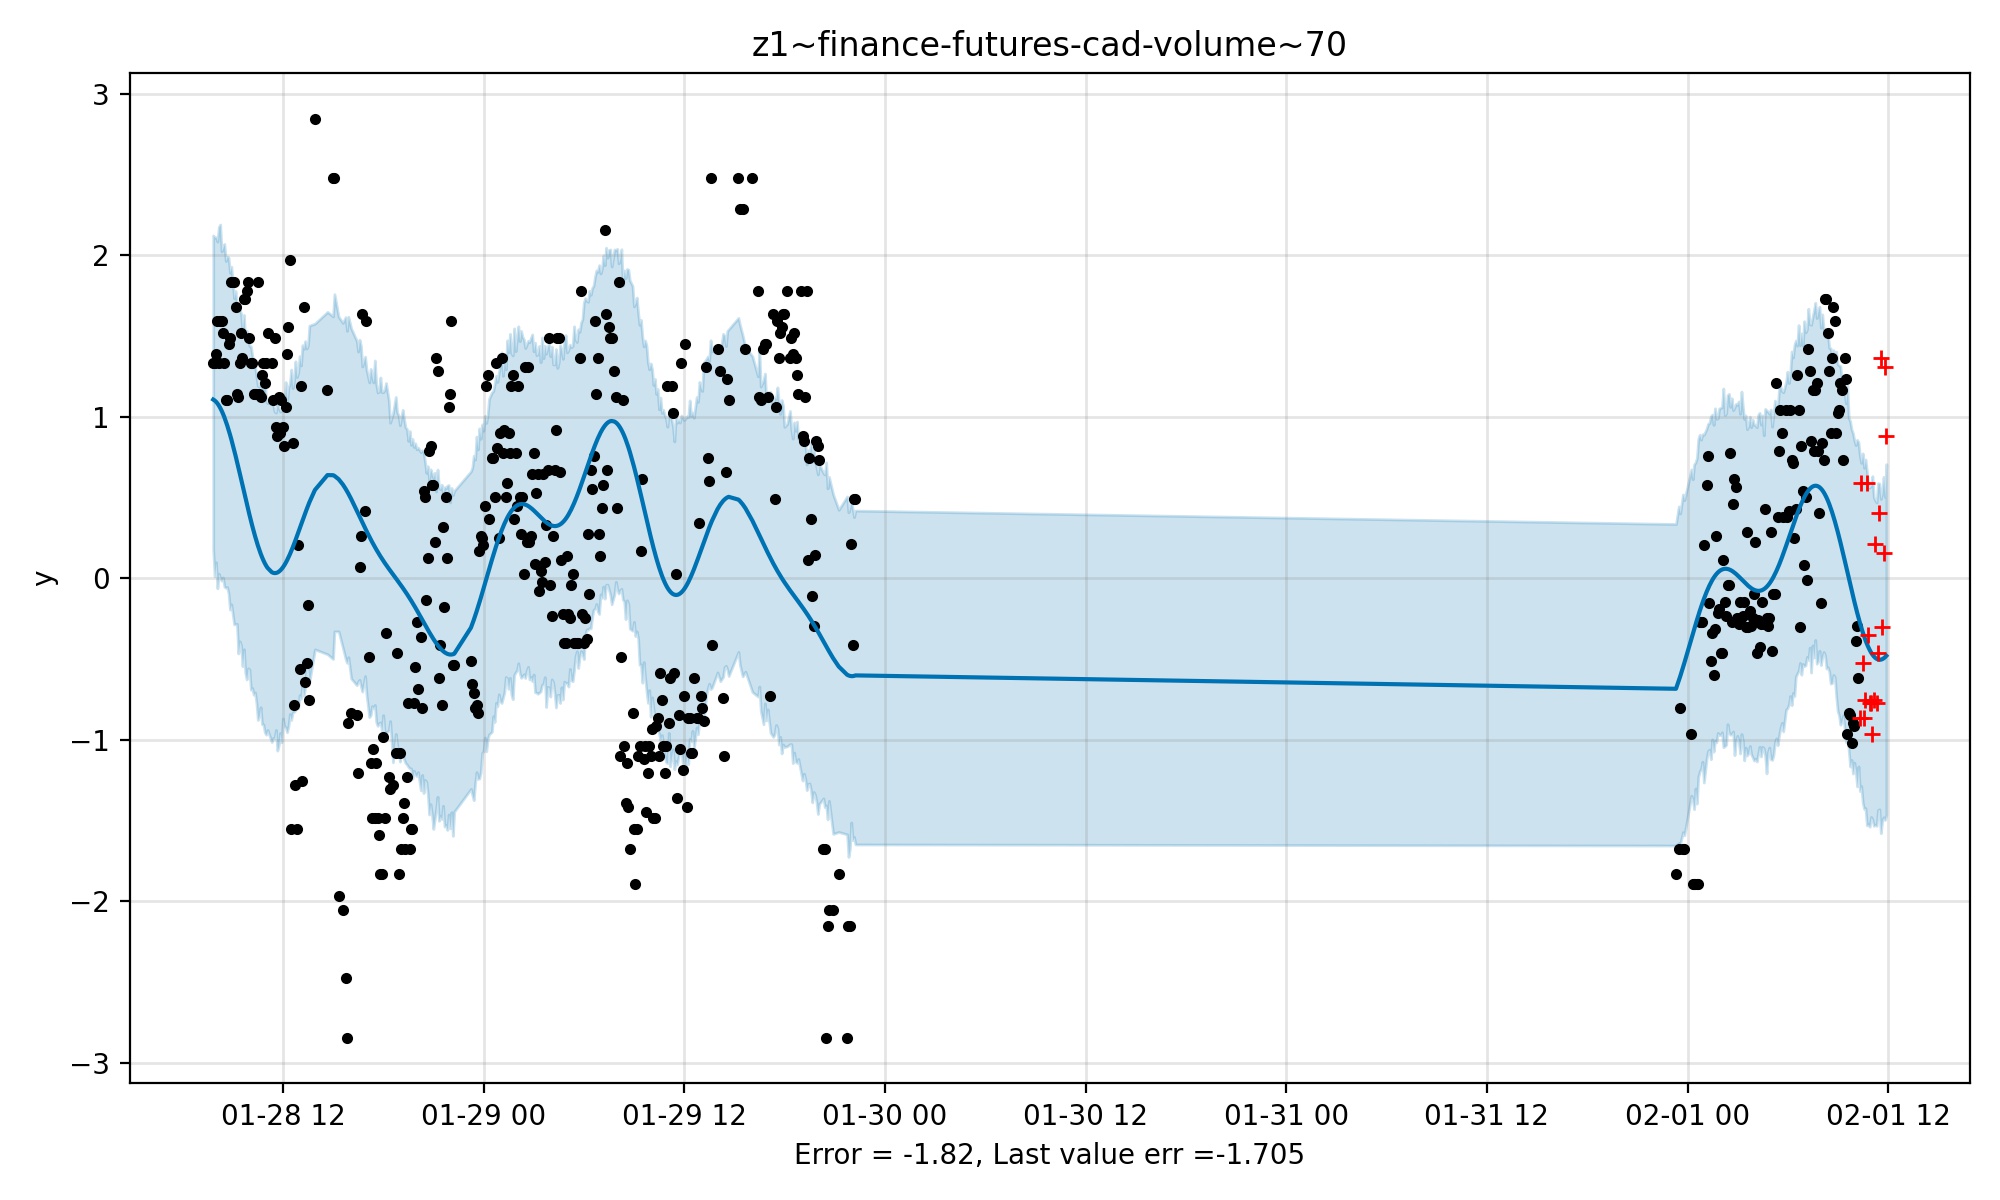 z1~finance-futures-cad-volume~70
3
2
1
0
−1
−2
−3
y
01-28 12 01-29 00 01-29 12 01-30 00 01-30 12 01-31 00 01-31 12 02-01 00 02-01 12
Error = -1.82, Last value err =-1.705